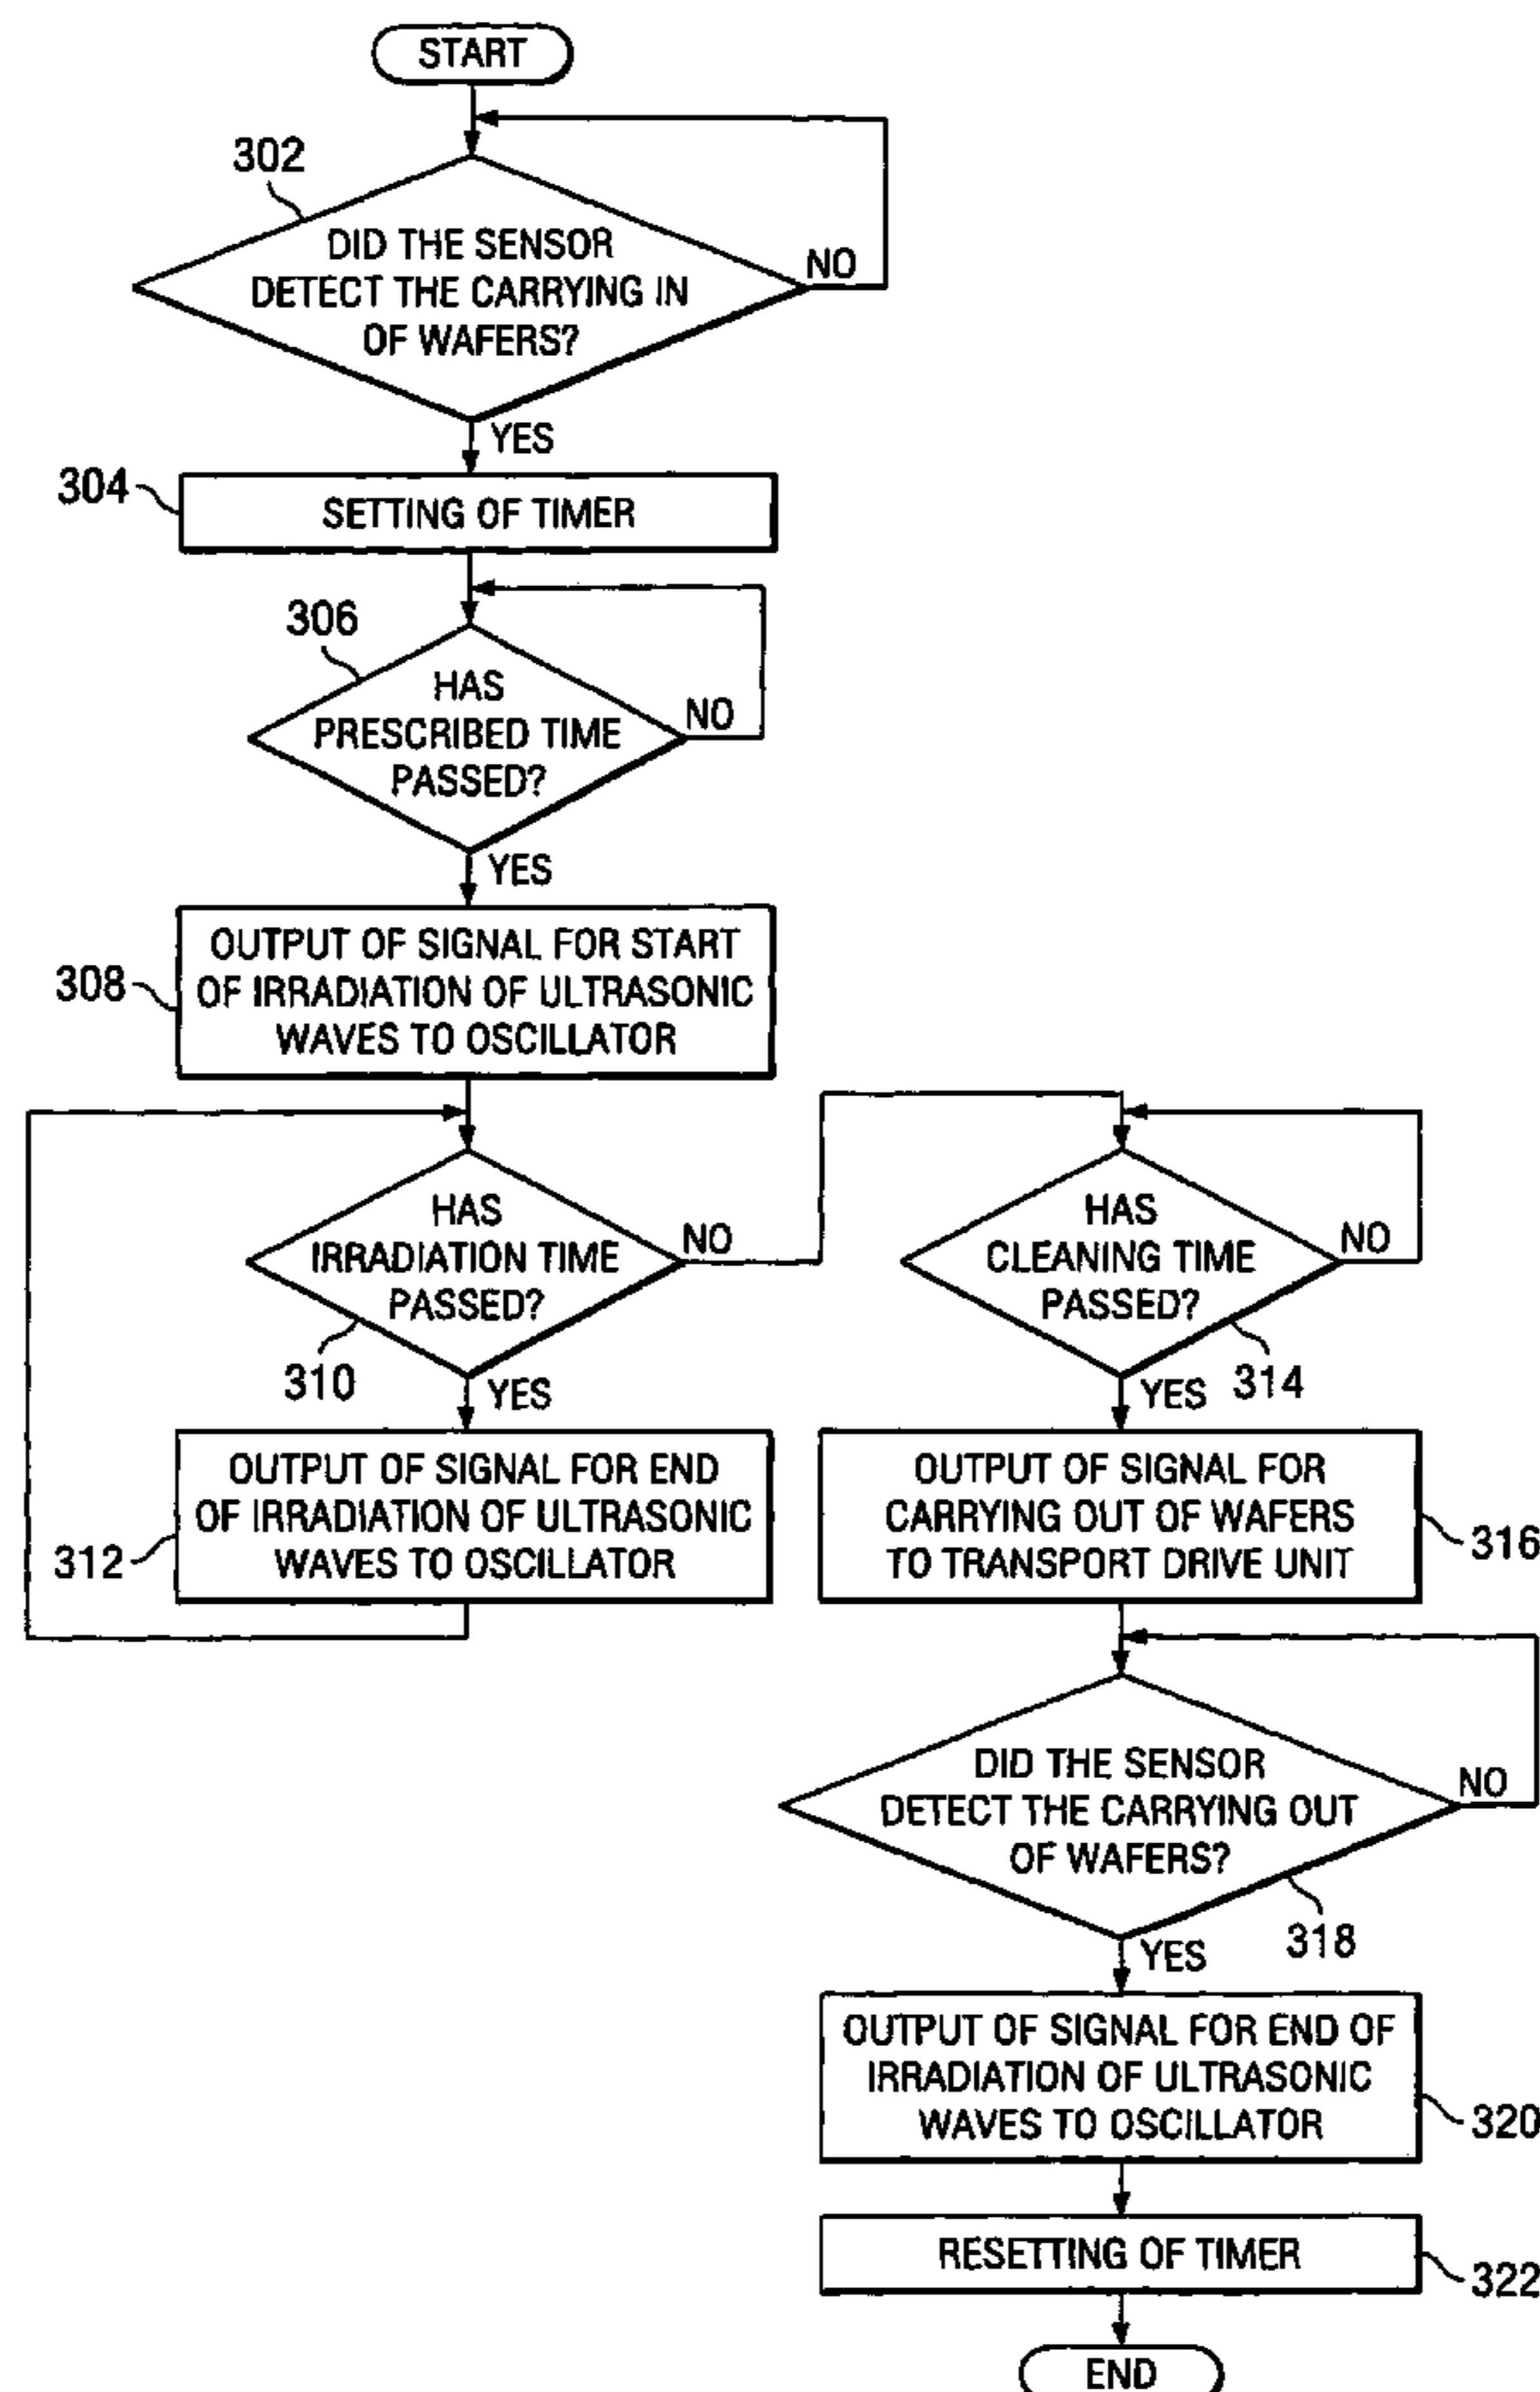 START
302
DID THE SENSOR
DETECT THE CARRYING IN
OF WAFERS?
NO
YES
304
SETTING OF TIMER
306
HAS
PRESCRIBED TIME
PASSED?
NO
YES
308
OUTPUT OF SIGNAL FOR START
OF IRRADIATION OF ULTRASONIC
WAVES TO OSCILLATOR
HAS
IRRADIATION TIME
PASSED?
NO
310
YES
312
OUTPUT OF SIGNAL FOR END
OF IRRADIATION OF ULTRASONIC
WAVES TO OSCILLATOR
HAS
CLEANING TIME
PASSED?
NO
314
YES
OUTPUT OF SIGNAL FOR
CARRYING OUT OF WAFERS
TO TRANSPORT DRIVE UNIT
316
DID THE SENSOR
DETECT THE CARRYING OUT
OF WAFERS?
NO
318
YES
OUTPUT OF SIGNAL FOR END OF
IRRADIATION OF ULTRASONIC
WAVES TO OSCILLATOR
320
RESETTING OF TIMER
322
END